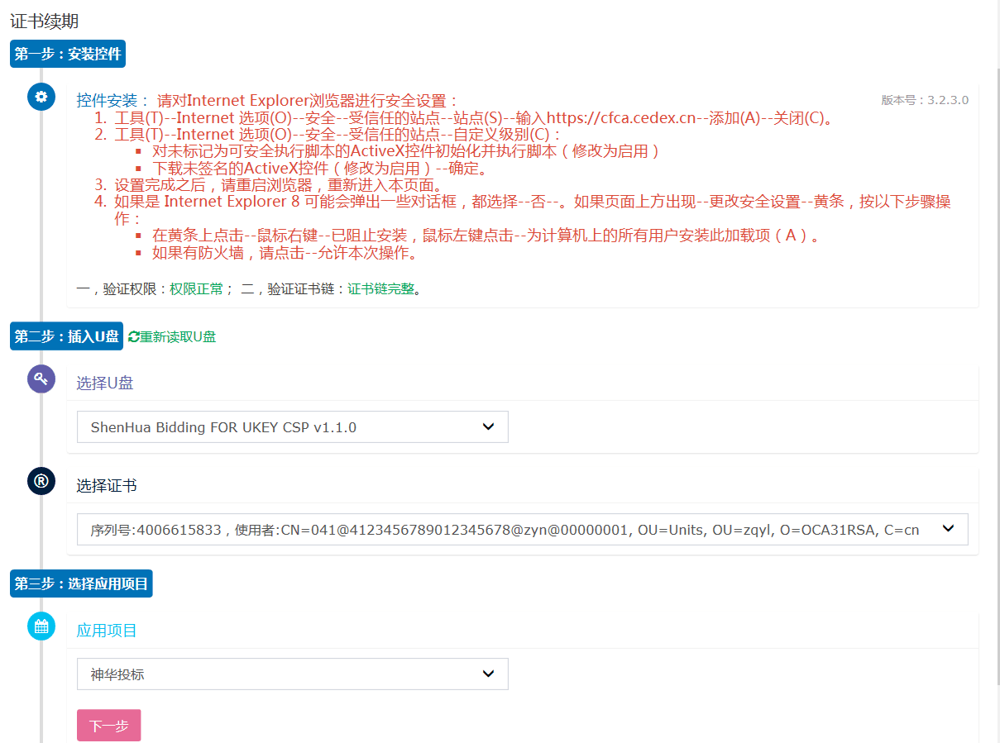 证书续期
第一步：安装控件
控件安装： 请对Internet Explorer浏览器进行安全设置：
版本号：3.2.3.0
1. 工具(T)--Internet 选项(O)--安全--受信任的站点--站点(S)--输入https://cfca.cedex.cn--添加(A)--关闭(C)。
2. 工具(T)--Internet 选项(O)--安全--受信任的站点--自定义级别(C)：
▪ 对未标记为可安全执行脚本的ActiveX控件初始化并执行脚本（修改为启用）
▪ 下载未签名的ActiveX控件（修改为启用）--确定。
3. 设置完成之后，请重启浏览器，重新进入本页面。
4. 如果是 Internet Explorer 8 可能会弹出一些对话框，都选择--否--。如果页面上方出现--更改安全设置--黄条，按以下步骤操
作：
▪ 在黄条上点击--鼠标右键--已阻止安装，鼠标左键点击--为计算机上的所有用户安装此加载项（A）。
▪ 如果有防火墙，请点击--允许本次操作。
一，验证权限：权限正常； 二，验证证书链：证书链完整。
第二步：插入U盘 重新读取U盘
选择U盘
ShenHua Bidding FOR UKEY CSP v1.1.0
选择证书
序列号:4006615833，使用者:CN=041@4123456789012345678@zyn@00000001, OU=Units, OU=zqyl, O=OCA31RSA, C=cn
第三步：选择应用项目
应用项目
神华投标
下一步